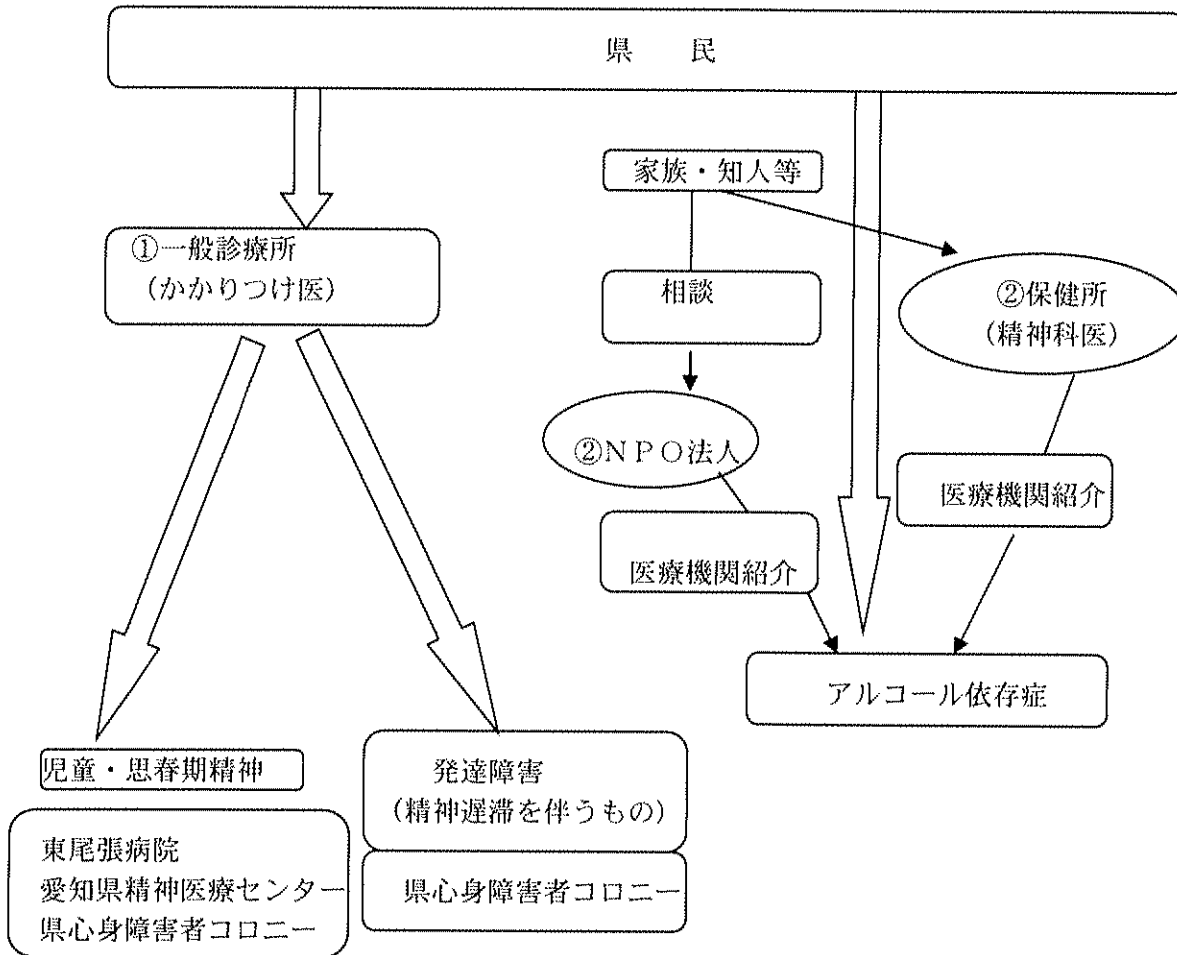 県　民
家族・知人等
①一般診療所
（かかりつけ医）
相談
②保健所
（精神科医）
②ＮＰＯ法人
医療機関紹介
医療機関紹介
アルコール依存症
児童・思春期精神
発達障害
（精神遅滞を伴うもの）
東尾張病院
愛知県精神医療センター
県心身障害者コロニー
県心身障害者コロニー